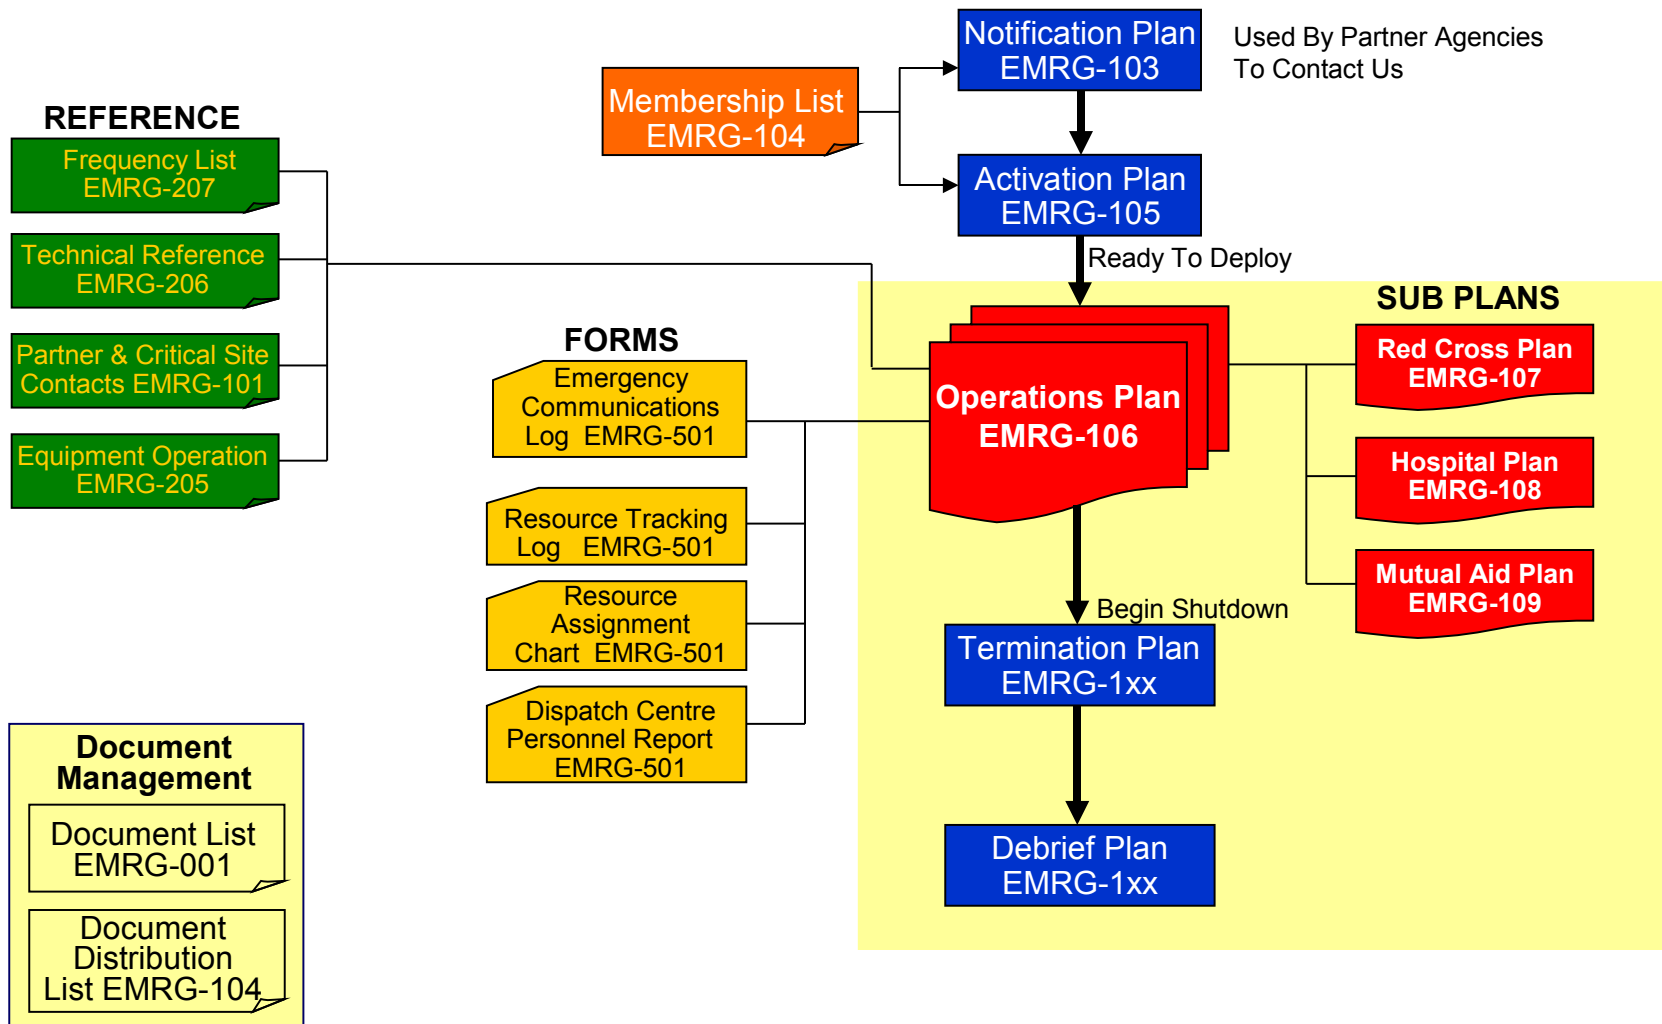 Notification Plan
EMRG-103
Used By Partner Agencies
To Contact Us
Membership List
EMRG-104
Activation Plan
EMRG-105
Ready To Deploy
REFERENCE
Frequency List
EMRG-207
Technical Reference
EMRG-206
Partner & Critical Site
Contacts EMRG-101
Equipment Operation
EMRG-205
FORMS
Emergency
Communications
Log EMRG-501
Resource Tracking
Log EMRG-501
Resource
Assignment
Chart EMRG-501
Dispatch Centre
Personnel Report
EMRG-501
Operations Plan
EMRG-106
SUB PLANS
Red Cross Plan
EMRG-107
Hospital Plan
EMRG-108
Mutual Aid Plan
EMRG-109
Begin Shutdown
Termination Plan
EMRG-1xx
Debrief Plan
EMRG-1xx
Document
Management
Document List
EMRG-001
Document
Distribution
List EMRG-104